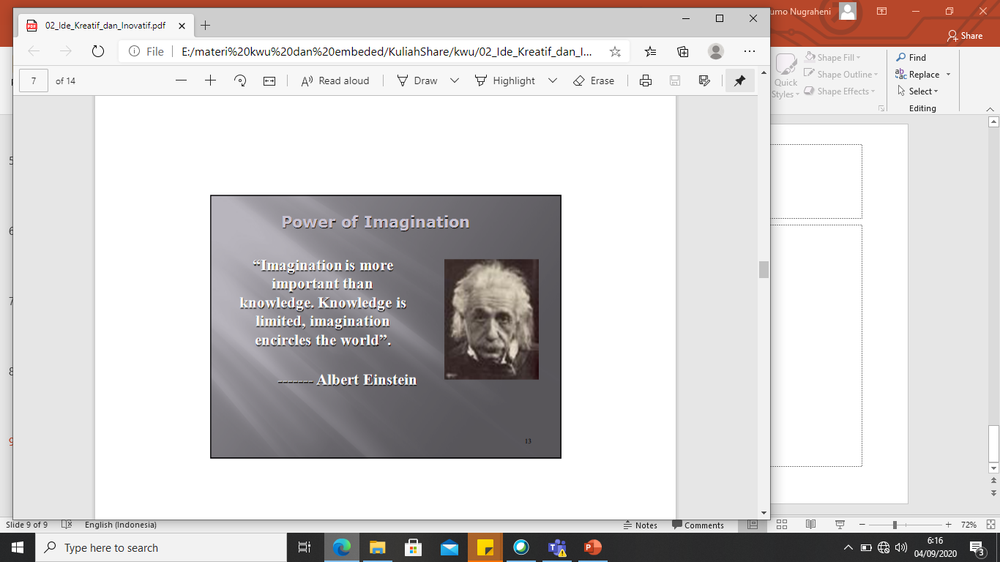 umo Nugraheni
Share
02_Ide_Kreatif_dan_Inovatif.pdf
File
E:/materi%20kwu%20dan%20embeded/KuliahShare/kwu/02_Ide_Kreatif_dan_I...
7 of 14
Read aloud
Draw
Highlight
Erase
Quick
Styles
Shape Fill
Shape Outline
Shape Effects
Find
Replace
Select
Editing
Power of Imagination
“Imagination is more
important than
knowledge. Knowledge is
limited, imagination
encircles the world”.
------- Albert Einstein
13
5
6
7
8
9
Slide 9 of 9
English (Indonesia)
Notes
Comments
72%
Type here to search
6:16
04/09/2020
3